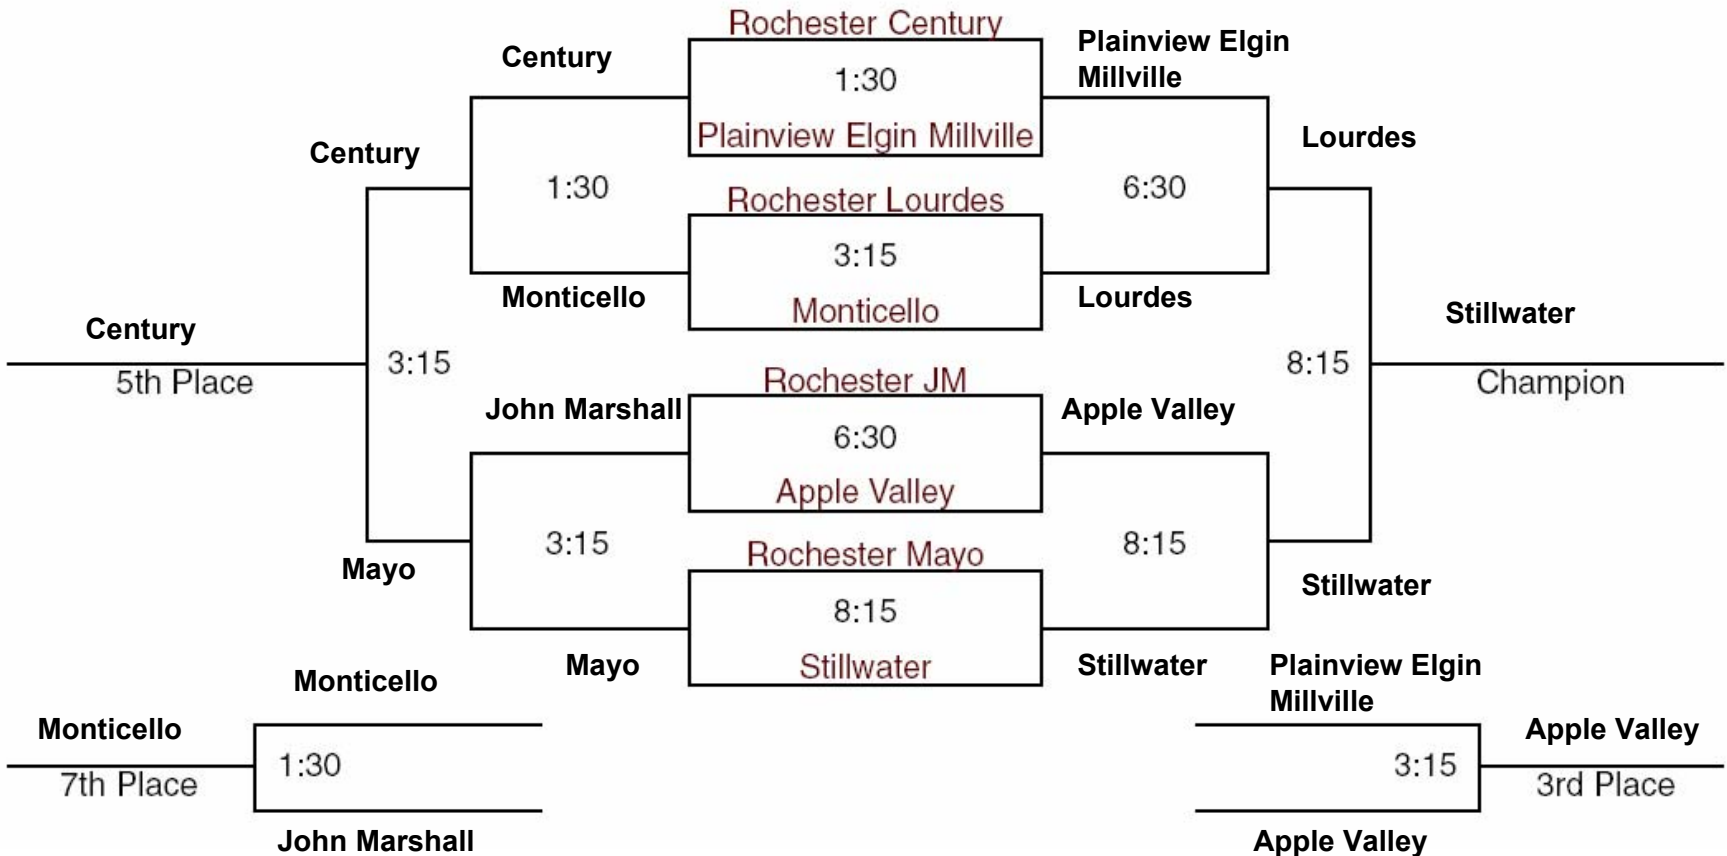 Rochester Century
Century
1:30
Plainview Elgin
Millville
Plainview Elgin Millville
Century
1:30
Rochester Lourdes
6:30
Lourdes
3:15
Monticello
Monticello
Lourdes
Century
5th Place
3:15
Stillwater
8:15
Champion
Rochester JM
John Marshall
6:30
Apple Valley
Apple Valley
3:15
Rochester Mayo
8:15
Mayo
8:15
Stillwater
Stillwater
Mayo
Stillwater
Monticello
Monticello
7th Place
1:30
John Marshall
Plainview Elgin
Millville
3:15
Apple Valley
3rd Place
Apple Valley